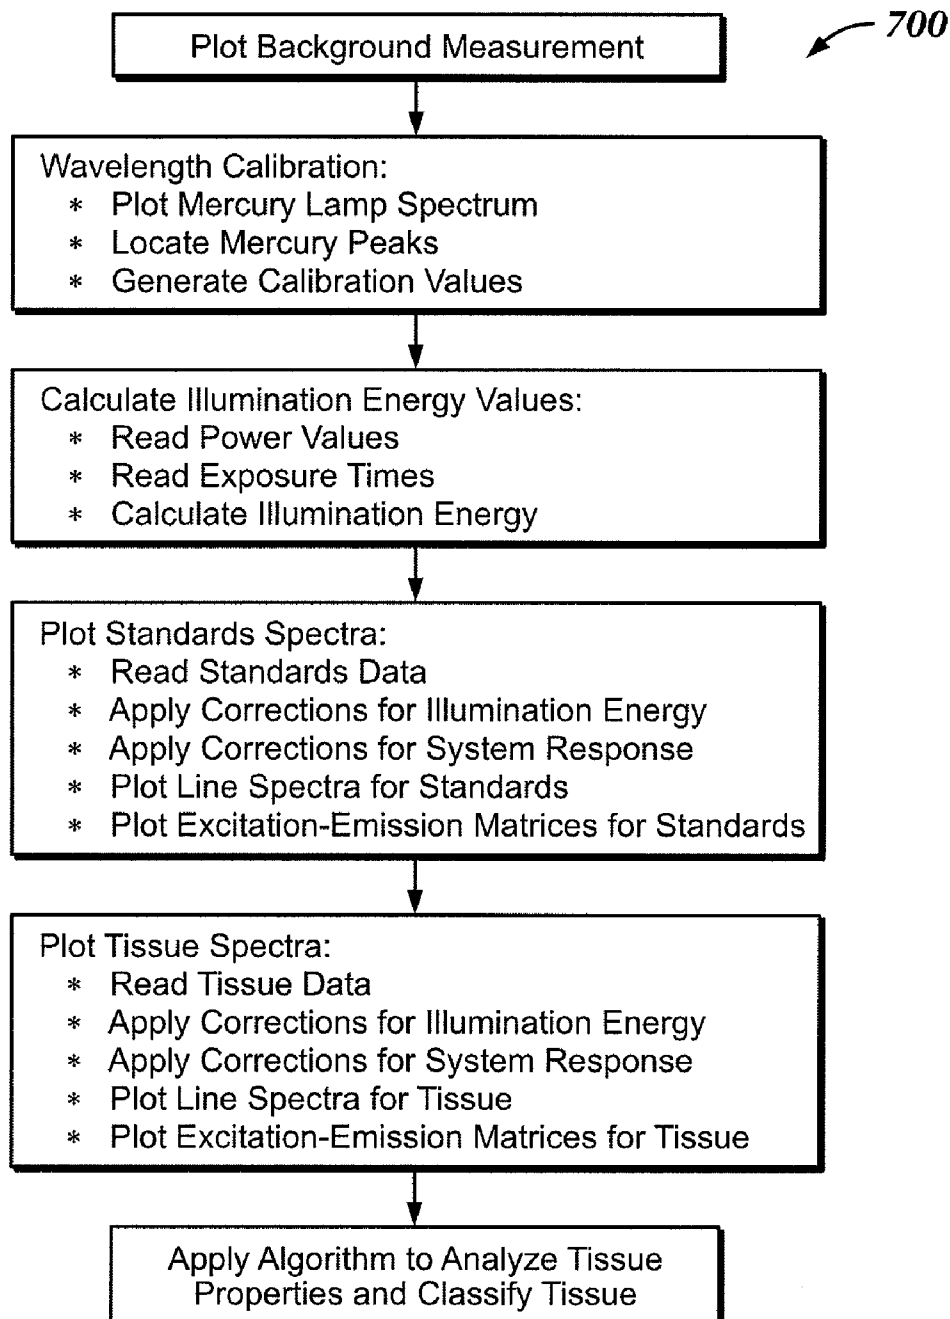 Plot Background Measurement
700
Wavelength Calibration:
* Plot Mercury Lamp Spectrum
* Locate Mercury Peaks
* Generate Calibration Values
Calculate Illumination Energy Values:
* Read Power Values
* Read Exposure Times
* Calculate Illumination Energy
Plot Standards Spectra:
* Read Standards Data
* Apply Corrections for Illumination Energy
* Apply Corrections for System Response
* Plot Line Spectra for Standards
* Plot Excitation-Emission Matrices for Standards
Plot Tissue Spectra:
* Read Tissue Data
* Apply Corrections for Illumination Energy
* Apply Corrections for System Response
* Plot Line Spectra for Tissue
* Plot Excitation-Emission Matrices for Tissue
Apply Algorithm to Analyze Tissue
Properties and Classify Tissue